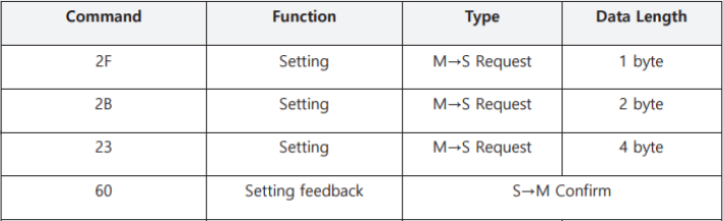 Command Function Type Data Length
2F Setting M→S Request 1 byte
2B Setting M→S Request 2 byte
23 Setting M→S Request 4 byte
60 Setting feedback S→M Confirm